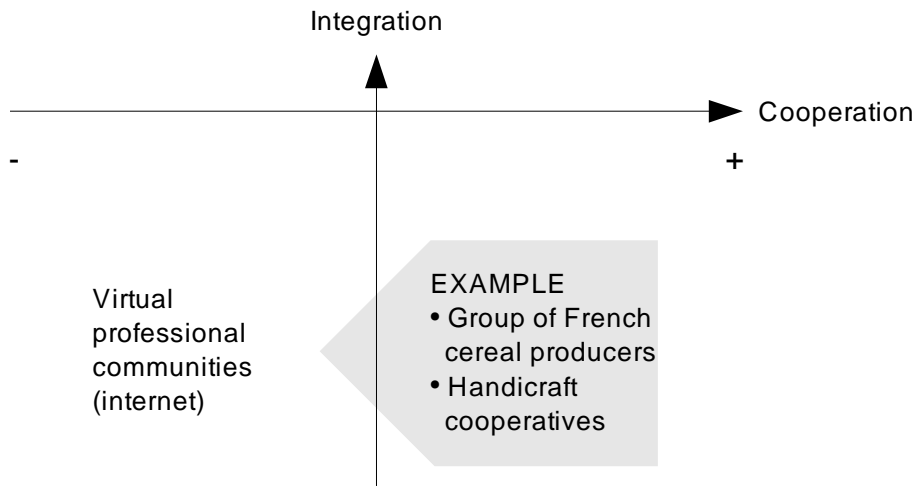 Integration
Cooperation
-
+
Virtual
professional
communities
(internet)
EXAMPLE
• Group of French
cereal producers
• Handicraft
cooperatives